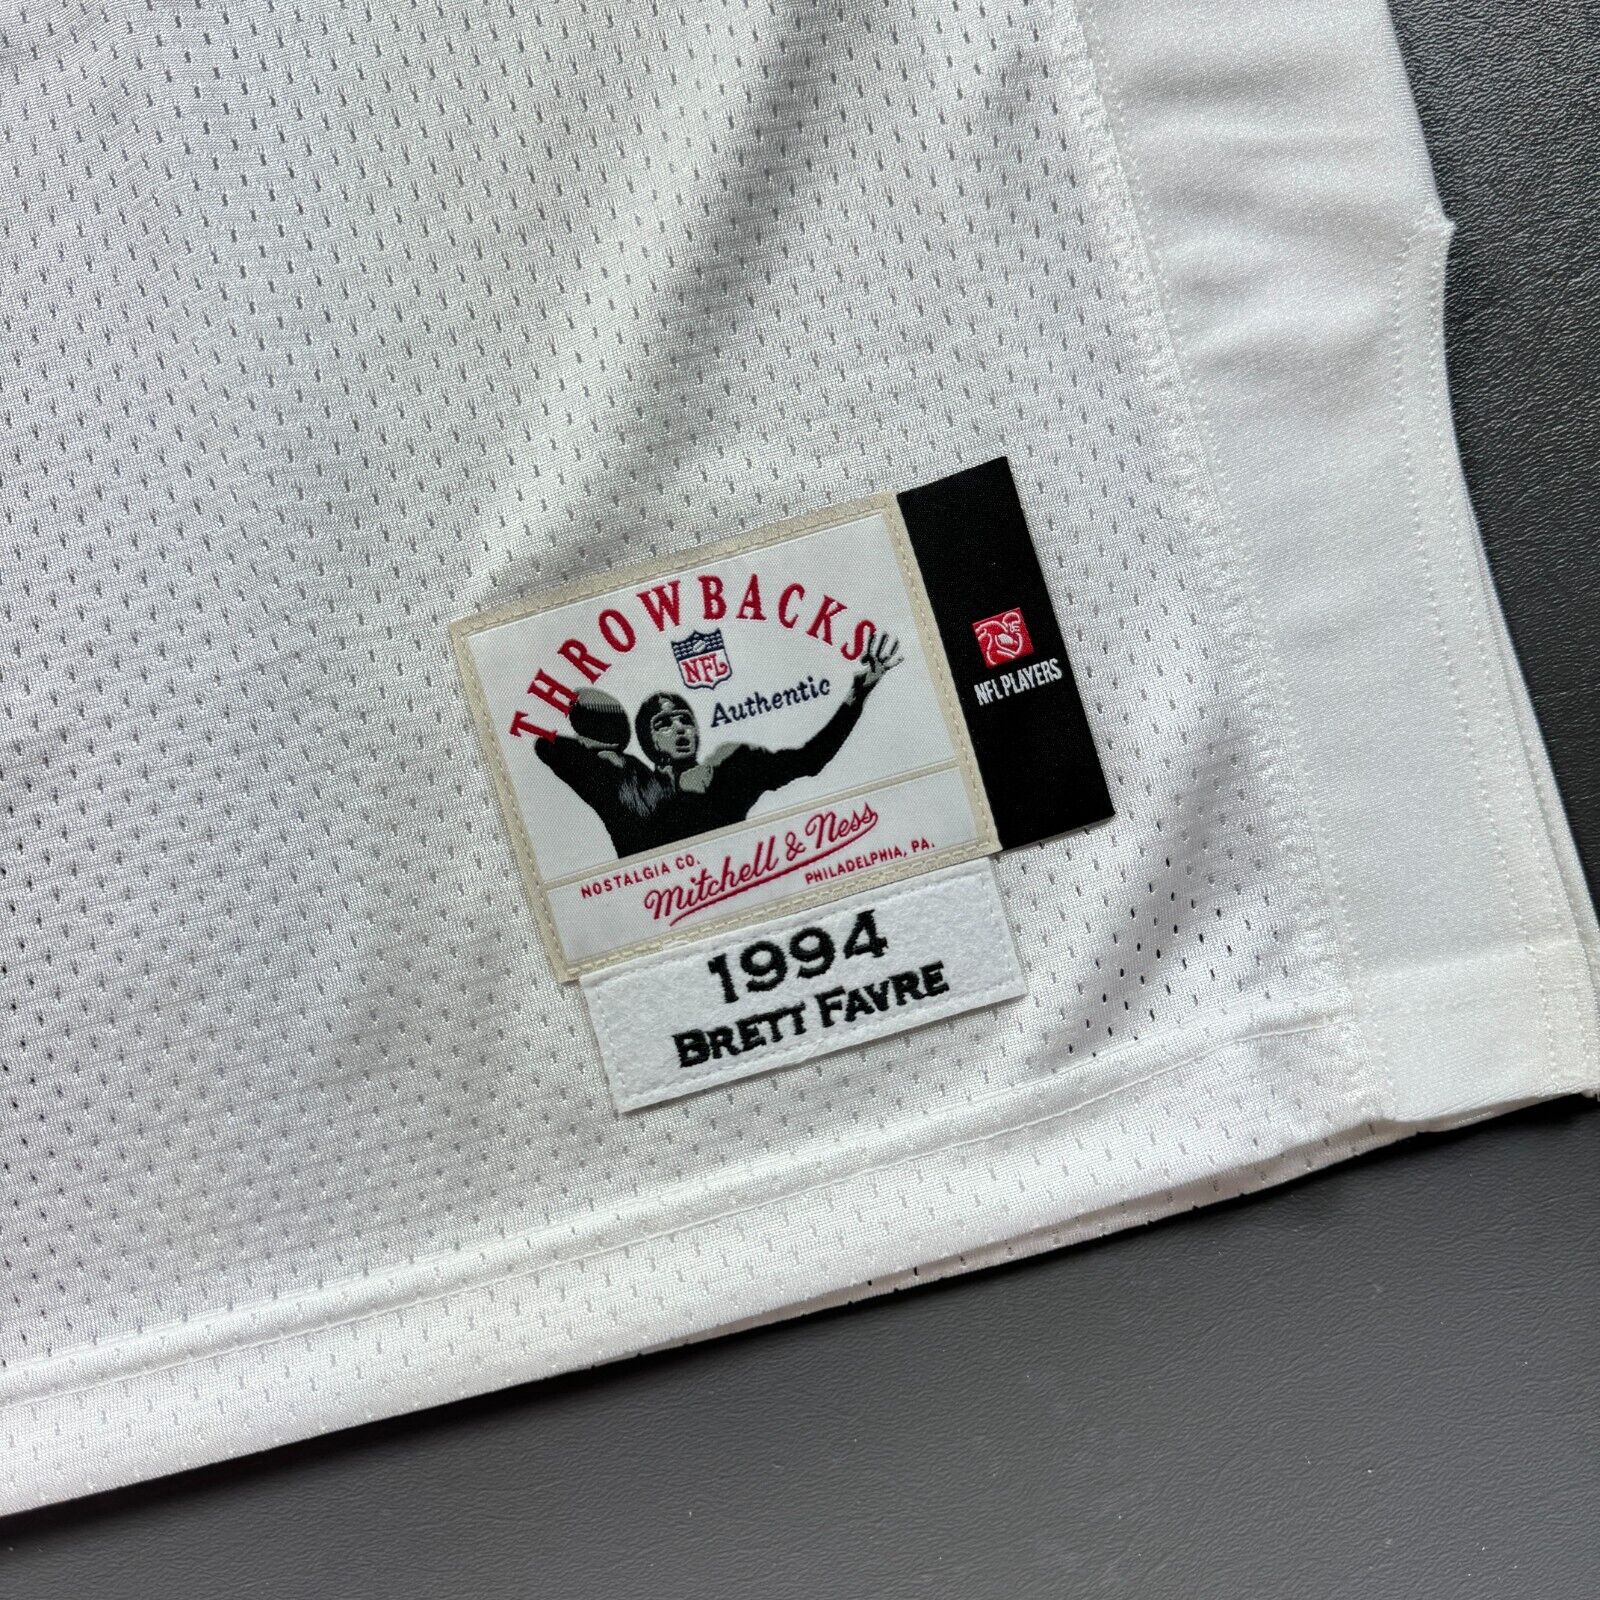 THROWBACKS
NFL
Authentic
NFL PLAYERS
NOSTALGIA CO.
Mitchell & Ness
PHILADELPHIA, PA.
1994
BRETT FAVRE